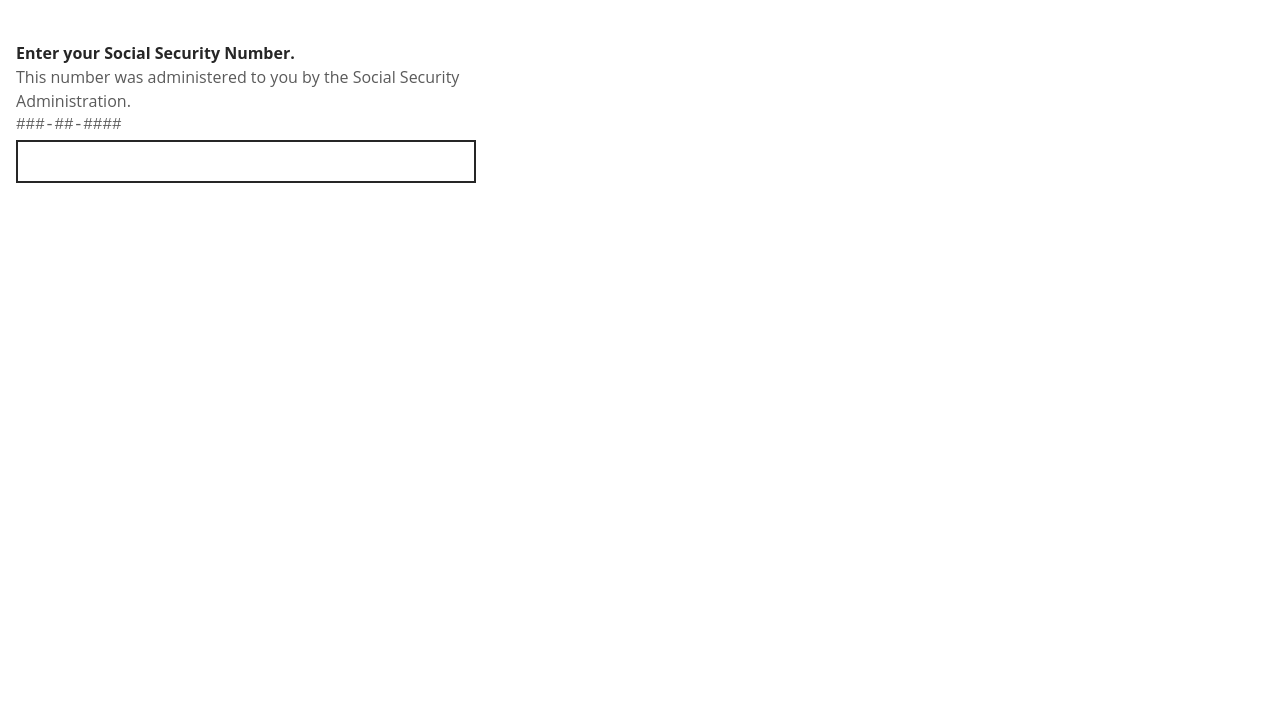 Enter your Social Security Number.
This number was administered to you by the Social Security
Administration.
###-##-####